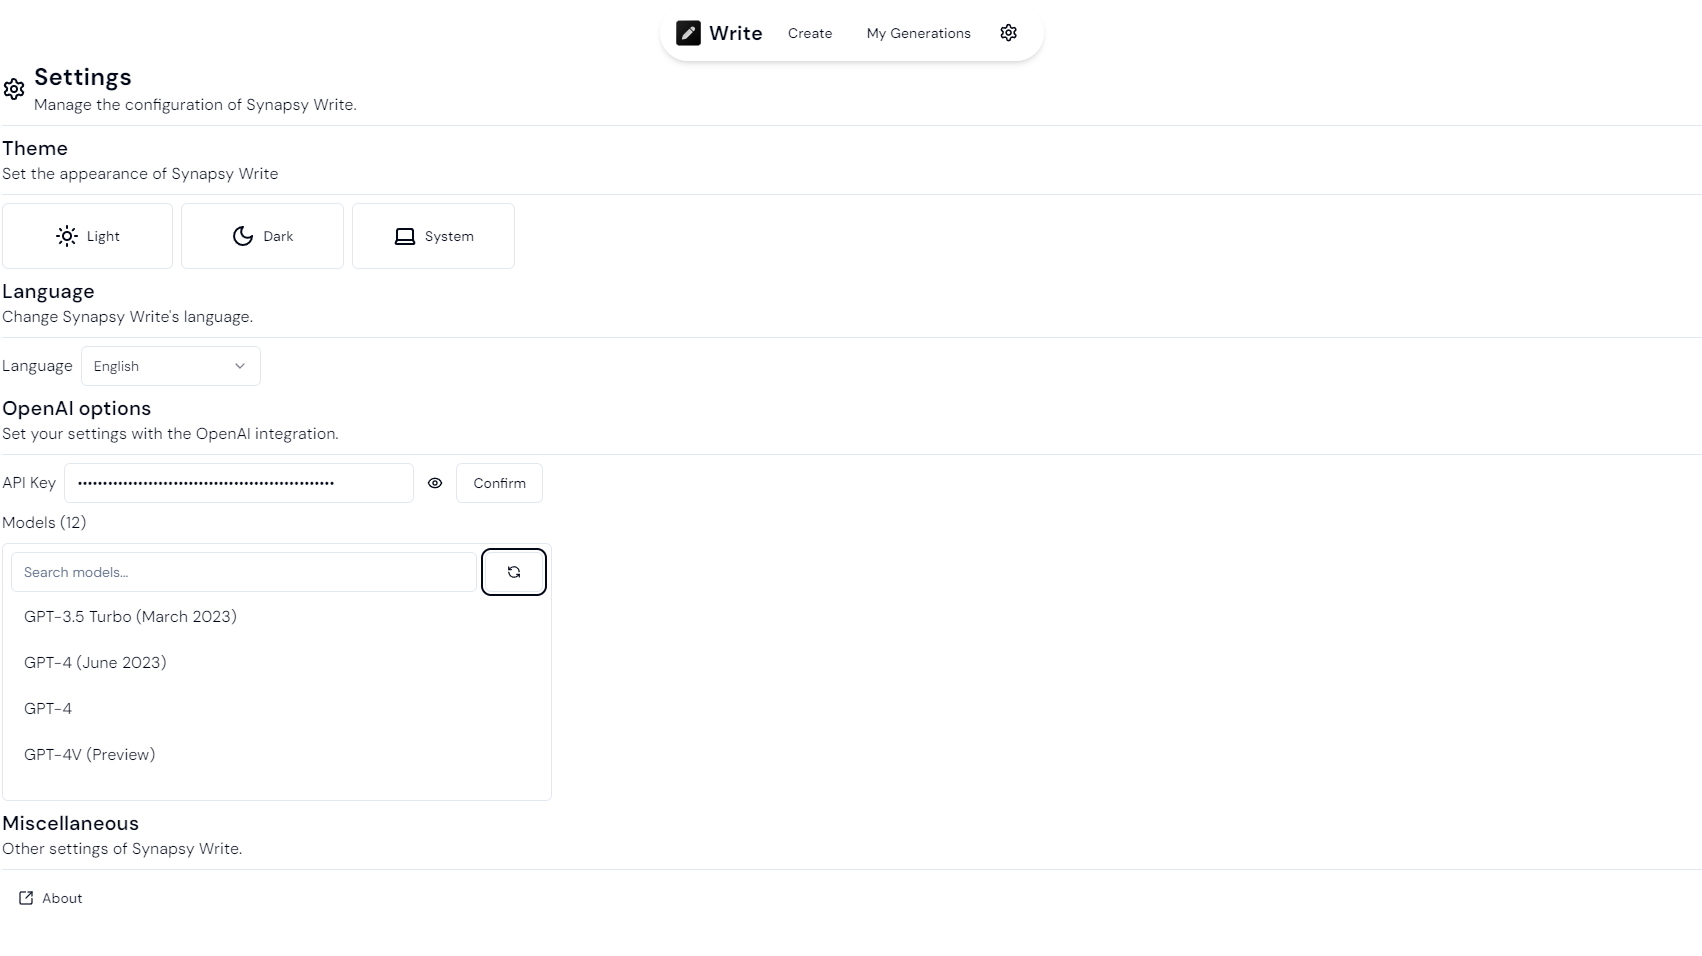 Write Create My Generations
Settings
Manage the configuration of Synapsy Write.
Theme
Set the appearance of Synapsy Write
Light Dark System
Language
Change Synapsy Write's language.
Language English
OpenAI options
Set your settings with the OpenAI integration.
API Key •••••••••••••••••••••••••••••••••••••••••••••••••••• Confirm
Models (12)
Search models...
GPT-3.5 Turbo (March 2023)
GPT-4 (June 2023)
GPT-4
GPT-4V (Preview)
Miscellaneous
Other settings of Synapsy Write.
About